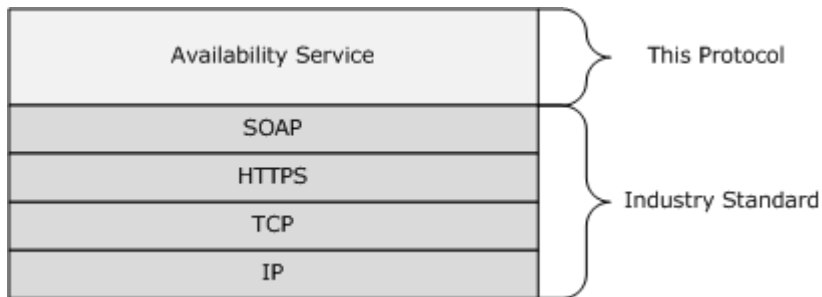 Availability Service
This Protocol
SOAP
HTTPS
TCP
IP
Industry Standard